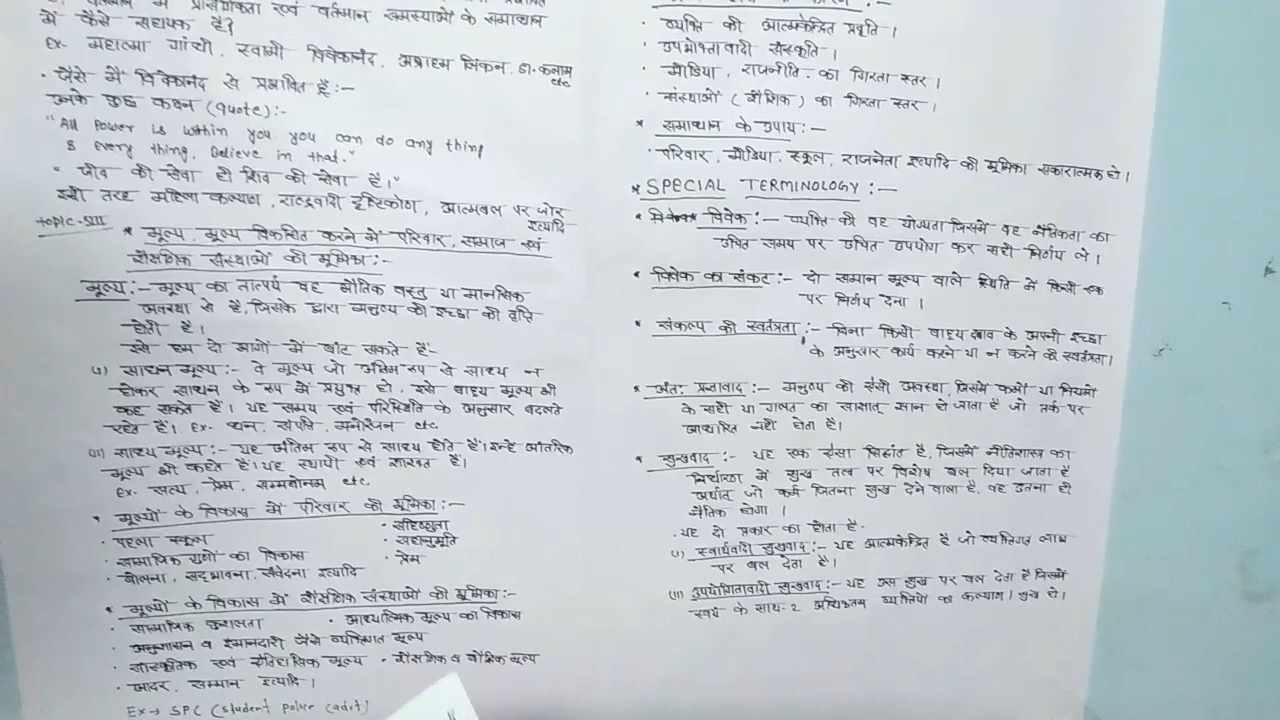 में कैसे सहायक हैं?
Ex- महात्मा गांधी, स्वामी विवेकानंद, अब्राहम लिंकन, डा. कलाम etc
• जैसे मैं विवेकानंद से प्रभावित हूँ:-
उनके कुछ कथन (quote):-
"All Power is within you you can do any thing
& every thing, Believe in that."
"जीव की सेवा ही शिव की सेवा है।"
इसी तरह महिला कल्याण, राष्ट्रवादी दृष्टिकोण, आत्मबल पर जोर इत्यादि
* मूल्य, मूल्य विकसित करने में परिवार, समाज एवं
शैक्षणिक संस्थाओं की भूमिका:-
मूल्य:- मूल्य का तात्पर्य वह भौतिक वस्तु या मानसिक
अवस्था से है, जिसके द्वारा मनुष्य की इच्छा की तृप्ति
होती है।
इसे हम दो भागों में बांट सकते हैं-
(i) साधन मूल्य:- वे मूल्य जो अंतिम रूप से साध्य न
होकर साधन के रूप में प्रयुक्त हो, इसे बाह्य मूल्य भी
कह सकते हैं। यह समय एवं परिस्थिति के अनुसार बदलते
रहते हैं। Ex- धन, संपत्ति, मनोरंजन etc
(ii) साध्य मूल्य:- यह अंतिम रूप से साध्य होते हैं। इन्हें आंतरिक
मूल्य भी कहते हैं। यह स्थायी एवं शाश्वत हैं।
Ex- सत्य, प्रेम, etc
* मूल्यों के विकास में परिवार की भूमिका:-
• पहला स्कूल • सहिष्णुता
• सामाजिक गुणों का विकास • सहानुभूति
• बोलना, सद्भावना, संवेदना इत्यादि • प्रेम
* मूल्यों के विकास में शैक्षणिक संस्थाओं की भूमिका:-
• सामाजिक कुशलता • आध्यात्मिक मूल्य का विकास
• अनुशासन व ईमानदारी जैसे व्यक्तिगत मूल्य
• सांस्कृतिक एवं ऐतिहासिक मूल्य • शैक्षणिक व बौद्धिक मूल्य
• आदर, सम्मान इत्यादि।
Ex→ SPC (Student Police Cadit)
• व्यक्ति की आत्मकेन्द्रित प्रवृति।
• उपभोक्तावादी संस्कृति।
• मीडिया, राजनीति, का गिरता स्तर।
• संस्थाओं (शैक्षिक) का गिरता स्तर।
* समाधान के उपाय:-
• परिवार, मीडिया, स्कूल, राजनेता इत्यादि की भूमिका सकारात्मक हो।
* SPECIAL TERMINOLOGY:-
* विवेक:- व्यक्ति की वह योग्यता जिसमें वह नैतिकता का
उचित समय पर उचित उपयोग कर सही निर्णय ले।
* विवेक का संकट:- दो समान मूल्य वाले स्थिति में किसी एक
पर निर्णय देना।
* संकल्प की स्वतंत्रता:- बिना किसी बाह्य दबाव के अपनी इच्छा
के अनुसार कार्य करने या न करने की स्वतंत्रता।
* अंत: प्रज्ञावाद:- मनुष्य की ऐसी अवस्था, जिसमें कर्मों या नियमों
के सही या गलत का साक्षात् ज्ञान हो जाता है जो तर्क पर
आधारित नहीं होता है।
* सुखवाद:- यह एक ऐसा सिद्धांत है, जिसमें नीतिशास्त्र का
निर्धारण में सुख तत्व पर विशेष बल दिया जाता है
अर्थात् जो कर्म जितना सुख देने वाला है, वह उतना ही
नैतिक होगा।
• यह दो प्रकार का होता है-
(i) स्वार्थवादी सुखवाद:- यह आत्मकेन्द्रित है जो व्यक्तिगत लाभ
पर बल देता है।
(ii) उपयोगितावादी सुखवाद:- यह उस सुख पर बल देता है जिसमें
स्वयं के साथ-2 अधिकतम व्यक्तियों का कल्याण/सुख हो।